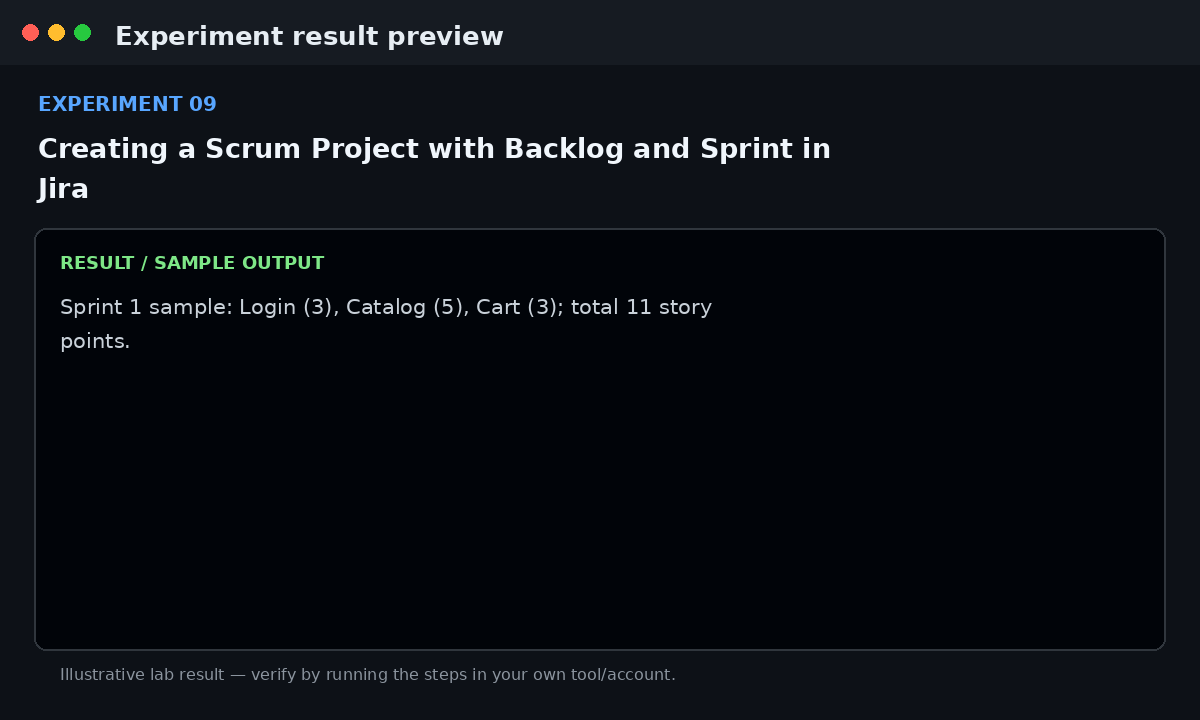 Experiment result preview
EXPERIMENT 09
Creating a Scrum Project with Backlog and Sprint in
Jira
RESULT / SAMPLE OUTPUT
Sprint 1 sample: Login (3), Catalog (5), Cart (3); total 11 story
points.
Illustrative lab result — verify by running the steps in your own tool/account.